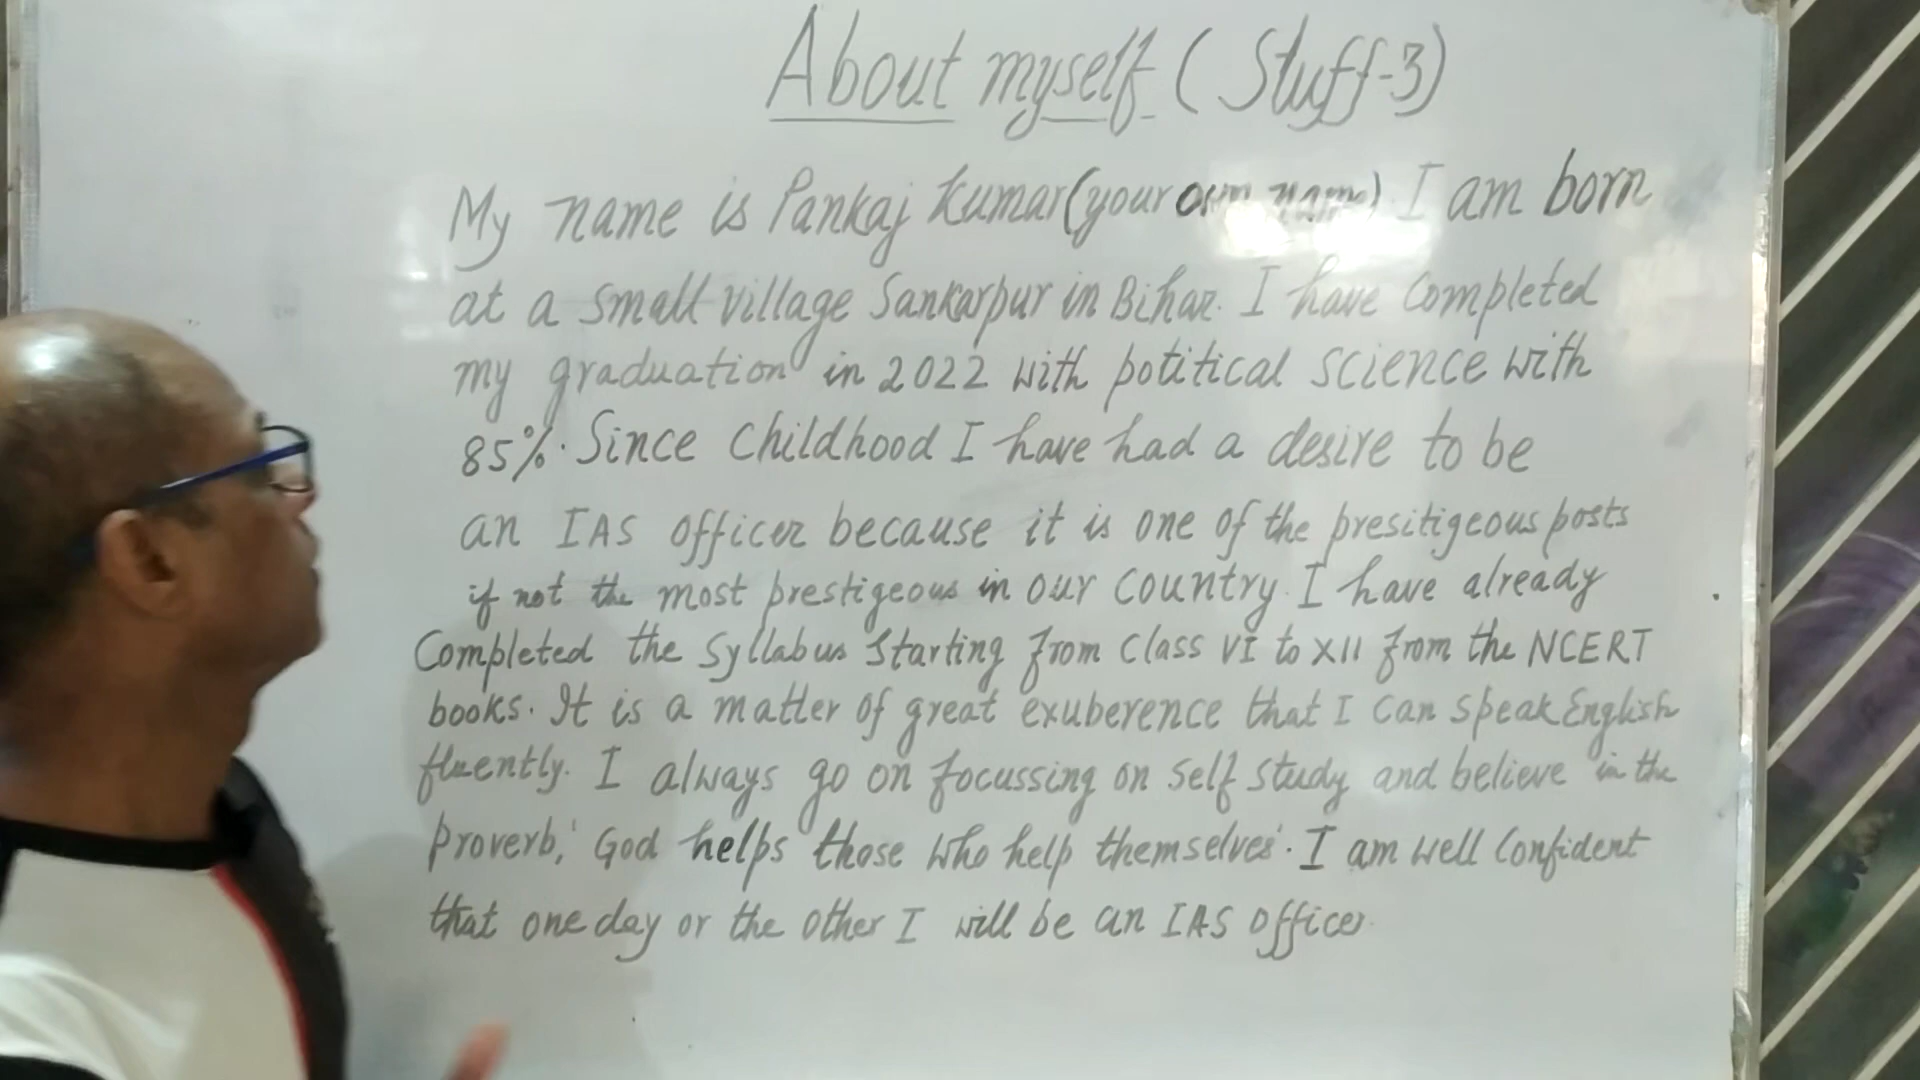 About myself (Stuff-3)
My name is Pankaj Kumar (your own name). I am born
at a small village Sankarpur in Bihar. I have completed
my graduation in 2022 with potitical science with
85%. Since childhood I have had a desire to be
an IAS officer because it is one of the presitigeous posts
if not the most prestigeous in our country. I have already
Completed the syllabus starting from class VI to XII from the NCERT
books. It is a matter of great exuberence that I can speak English
fluently. I always go on focussing on self study and believe in the
proverb, 'God helps those who help themselves'. I am well confident
that one day or the other I will be an IAS officer.